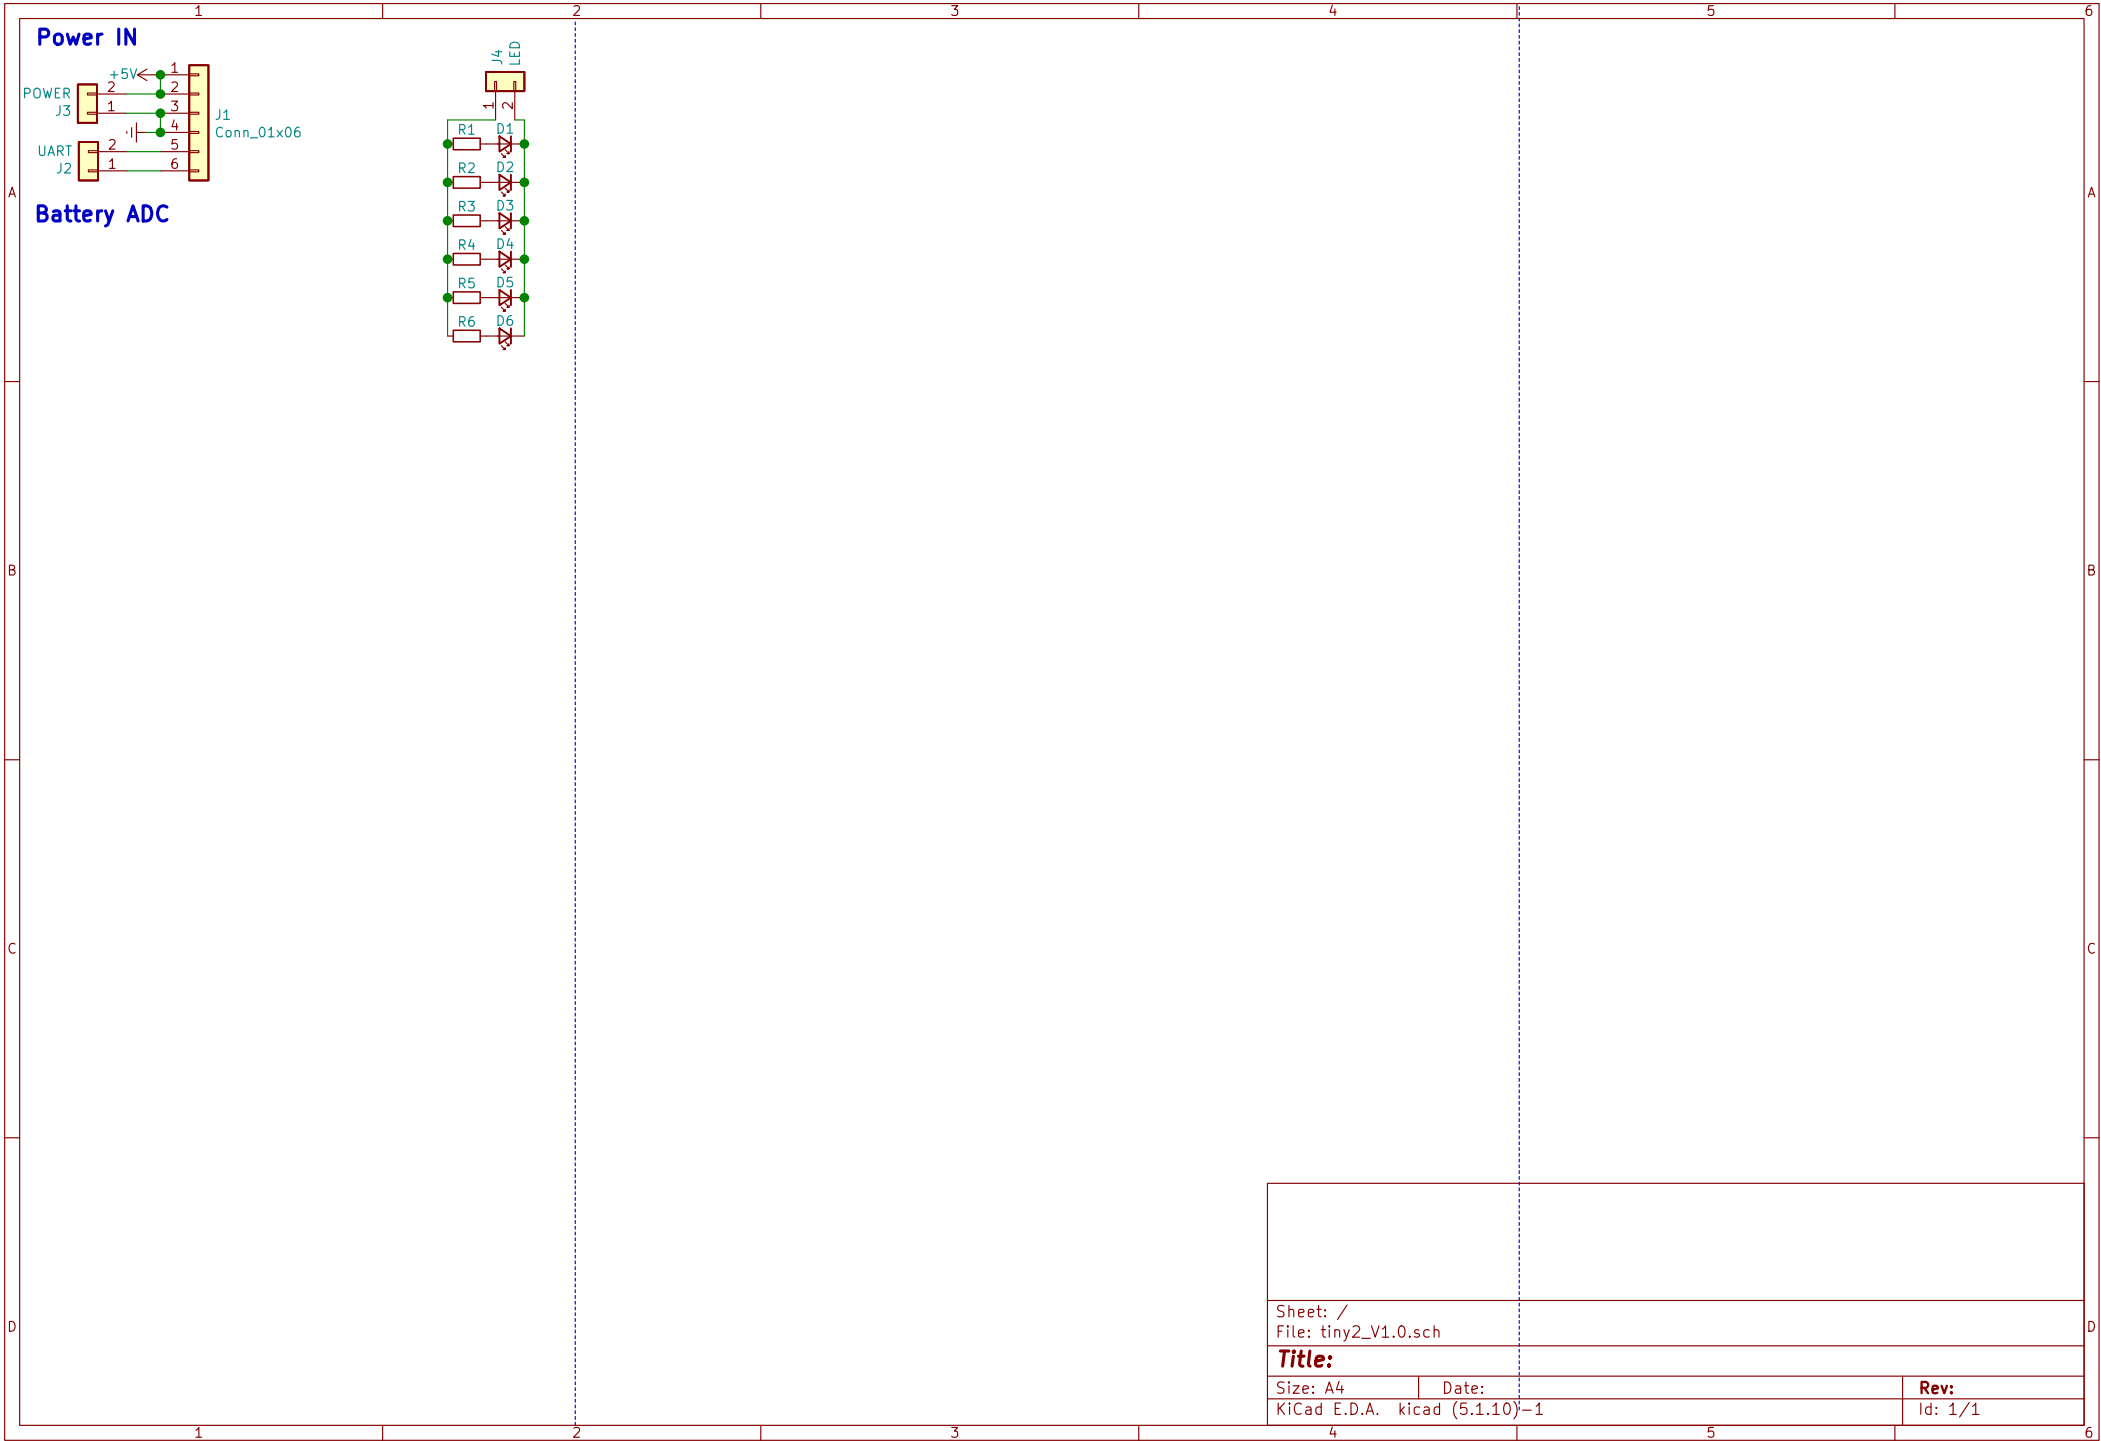 1 2 3 4 5 6
Power IN
+5V
POWER
J3
2
1
1
2
3
4
5
6
J1
Conn_01x06
UART
J2
2
1
Battery ADC
J4
LED
1
2
R1 D1
R2 D2
R3 D3
R4 D4
R5 D5
R6 D6
A A
B B
C C
D D
Sheet: /
File: tiny2_V1.0.sch
Title:
Size: A4 Date: Rev:
KiCad E.D.A. kicad (5.1.10)-1 Id: 1/1
1 2 3 4 5 6